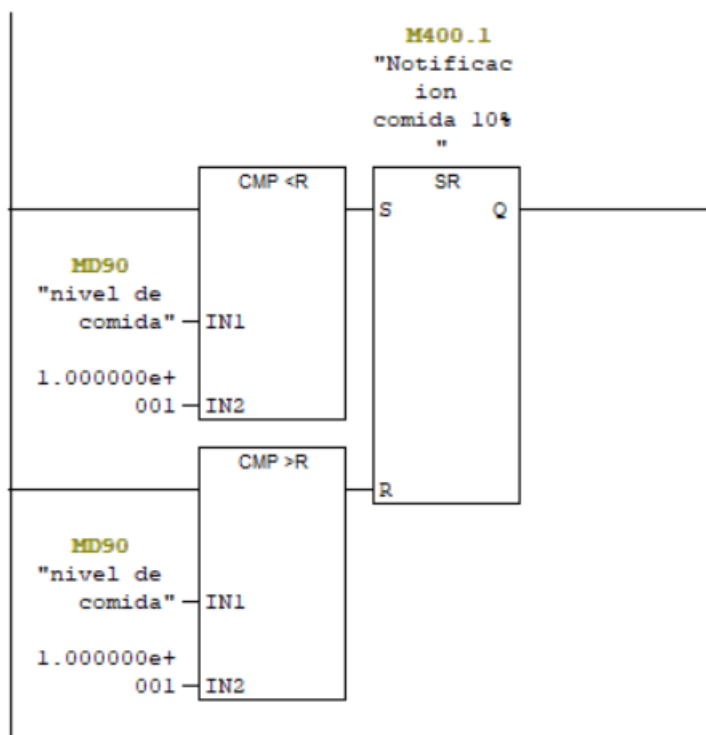 M400.1
"Notificac
ion
comida 10%
"
CMP <R
SR
S
Q
MD90
"nivel de
comida"
IN1
1.000000e+
001
IN2
CMP >R
R
MD90
"nivel de
comida"
IN1
1.000000e+
001
IN2